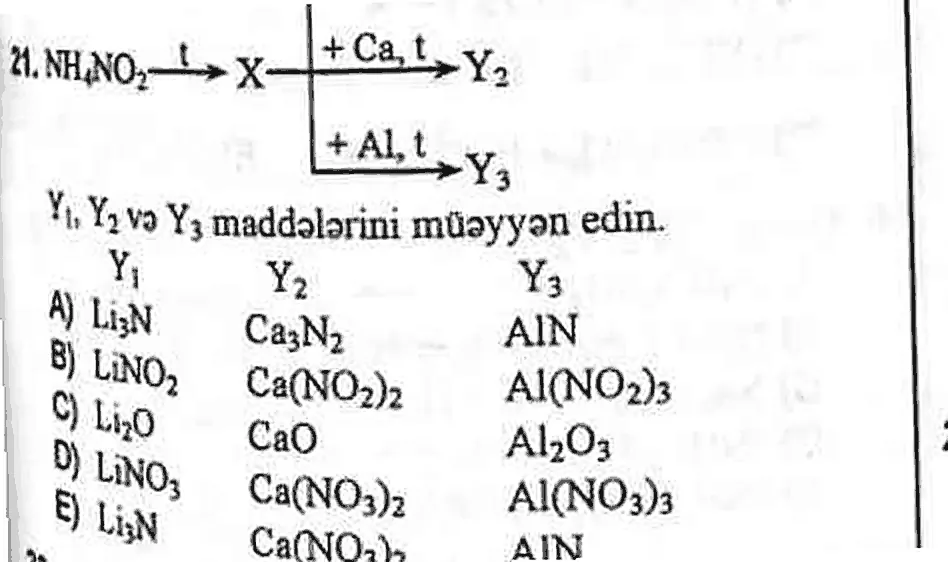 + Ca, t
21. NH₄NO₂ t X Y₂
+ Al, t
Y₃
Y₁, Y₂ və Y₃ maddələrini müəyyən edin.
Y₁ Y₂ Y₃
A) Li₃N Ca₃N₂ AlN
B) LiNO₂ Ca(NO₂)₂ Al(NO₂)₃
C) Li₂O CaO Al₂O₃
D) LiNO₃ Ca(NO₃)₂ Al(NO₃)₃
E) Li₃N AlN